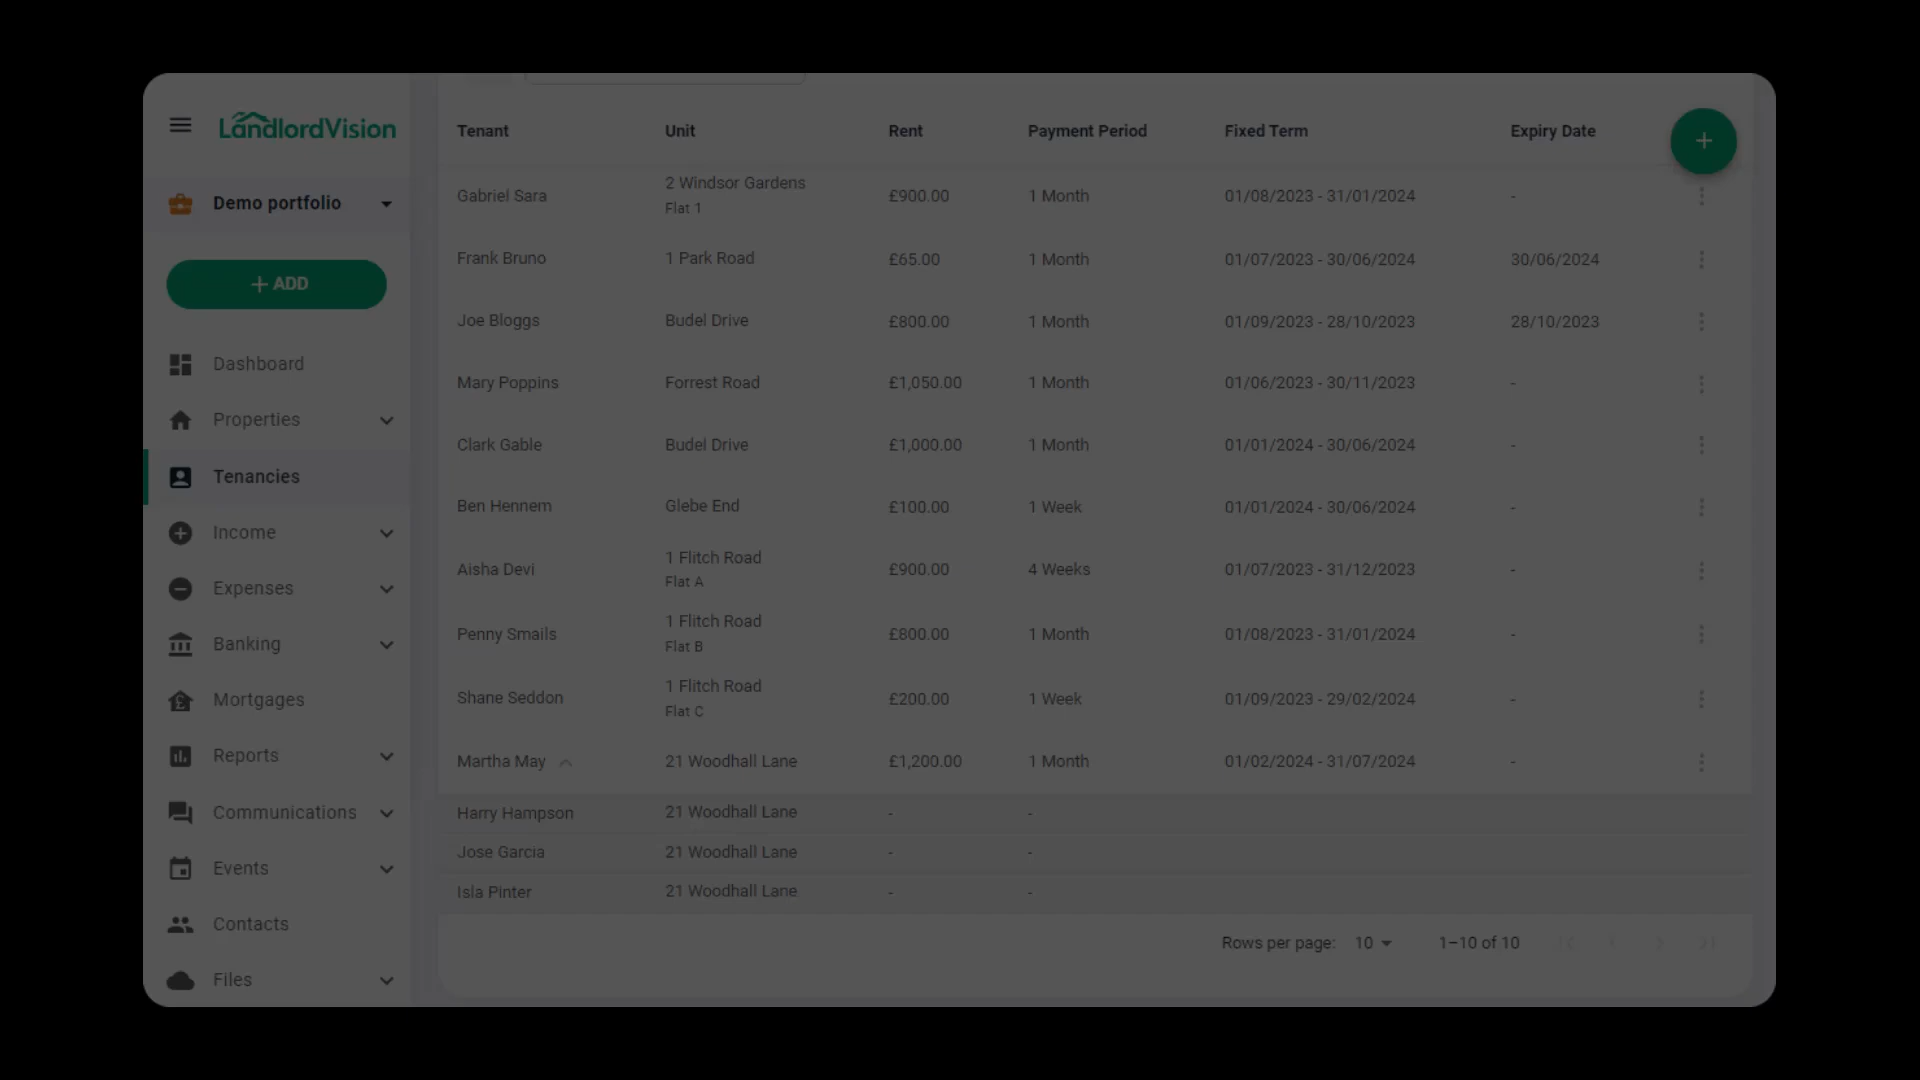 LandlordVision
Demo portfolio
+ ADD
Dashboard
Properties
Tenancies
Income
Expenses
Banking
Mortgages
Reports
Communications
Events
Contacts
Files
Tenant Unit Rent Payment Period Fixed Term Expiry Date
Gabriel Sara 2 Windsor Gardens £900.00 1 Month 01/08/2023 - 31/01/2024 -
Flat 1
Frank Bruno 1 Park Road £65.00 1 Month 01/07/2023 - 30/06/2024 30/06/2024
Joe Bloggs Budel Drive £800.00 1 Month 01/09/2023 - 28/10/2023 28/10/2023
Mary Poppins Forrest Road £1,050.00 1 Month 01/06/2023 - 30/11/2023 -
Clark Gable Budel Drive £1,000.00 1 Month 01/01/2024 - 30/06/2024 -
Ben Hennem Glebe End £100.00 1 Week 01/01/2024 - 30/06/2024 -
Aisha Devi 1 Flitch Road £900.00 4 Weeks 01/07/2023 - 31/12/2023 -
Flat A
Penny Smails 1 Flitch Road £800.00 1 Month 01/08/2023 - 31/01/2024 -
Flat B
Shane Seddon 1 Flitch Road £200.00 1 Week 01/09/2023 - 29/02/2024 -
Flat C
Martha May 21 Woodhall Lane £1,200.00 1 Month 01/02/2024 - 31/07/2024 -
Harry Hampson 21 Woodhall Lane - -
Jose Garcia 21 Woodhall Lane - -
Isla Pinter 21 Woodhall Lane - -
Rows per page: 10 1–10 of 10